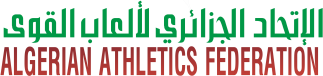 الإتحاد الجزائري لألعاب القوى
ALGERIAN ATHLETICS FEDERATION